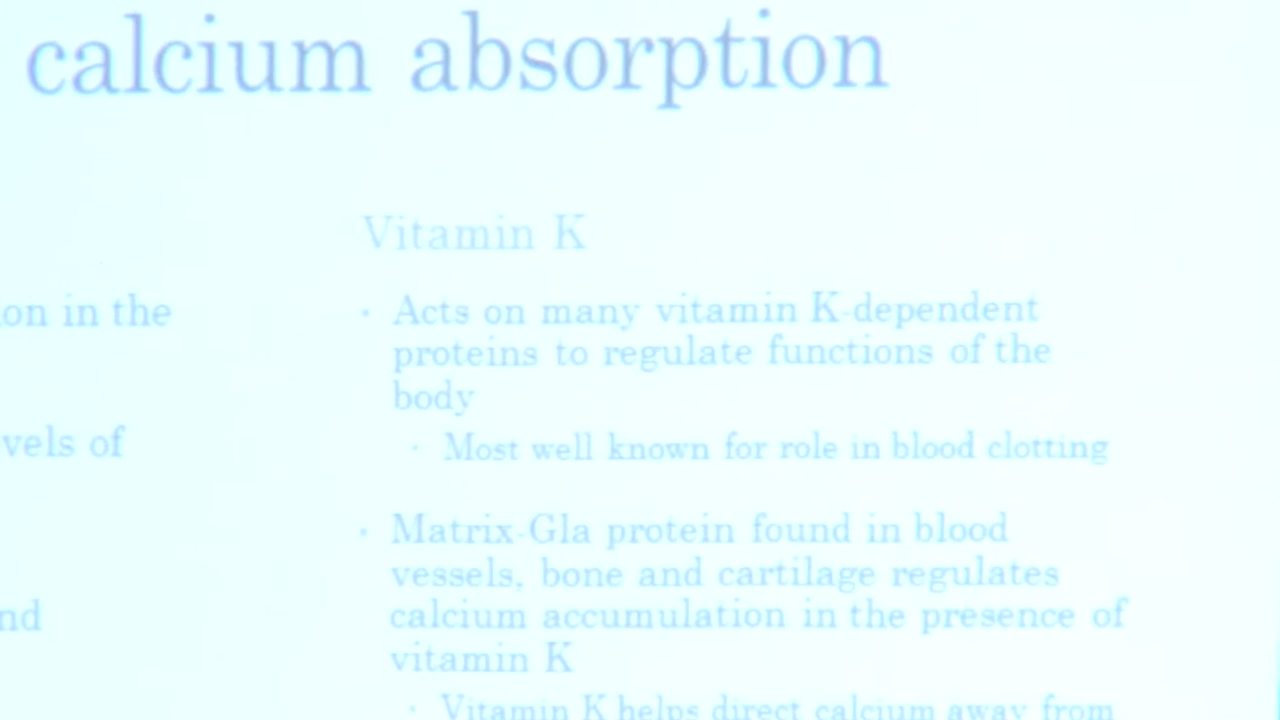 calcium absorption
on in the
vels of
nd
Vitamin K
· Acts on many vitamin K-dependent
proteins to regulate functions of the
body
· Most well known for role in blood clotting
· Matrix-Gla protein found in blood
vessels, bone and cartilage regulates
calcium accumulation in the presence of
vitamin K
· Vitamin K helps direct calcium away from